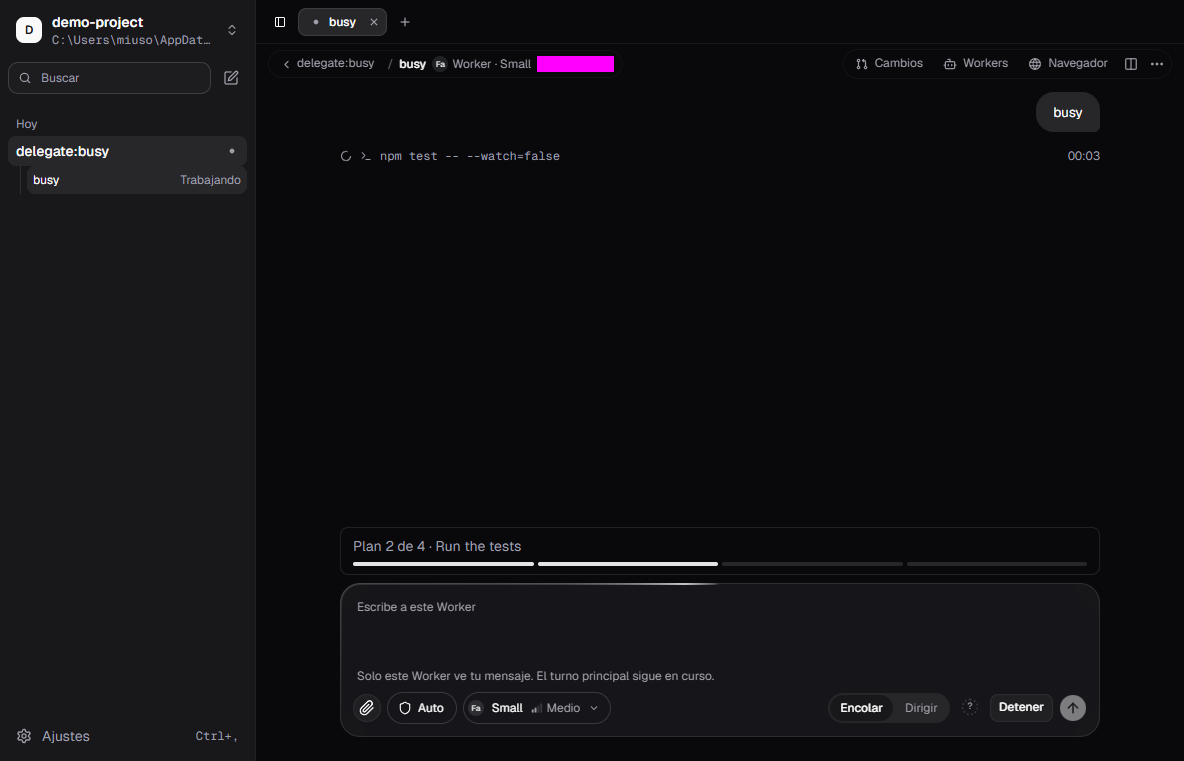 D
demo-project
C:\Users\miuso\AppDat…
Buscar
Hoy
delegate:busy
busy Trabajando
Ajustes Ctrl+,
busy
delegate:busy / busy Fa Worker · Small
Cambios Workers Navegador
busy
npm test -- --watch=false 00:03
Plan 2 de 4 · Run the tests
Escribe a este Worker
Solo este Worker ve tu mensaje. El turno principal sigue en curso.
Auto Fa Small Medio Encolar Dirigir ? Detener